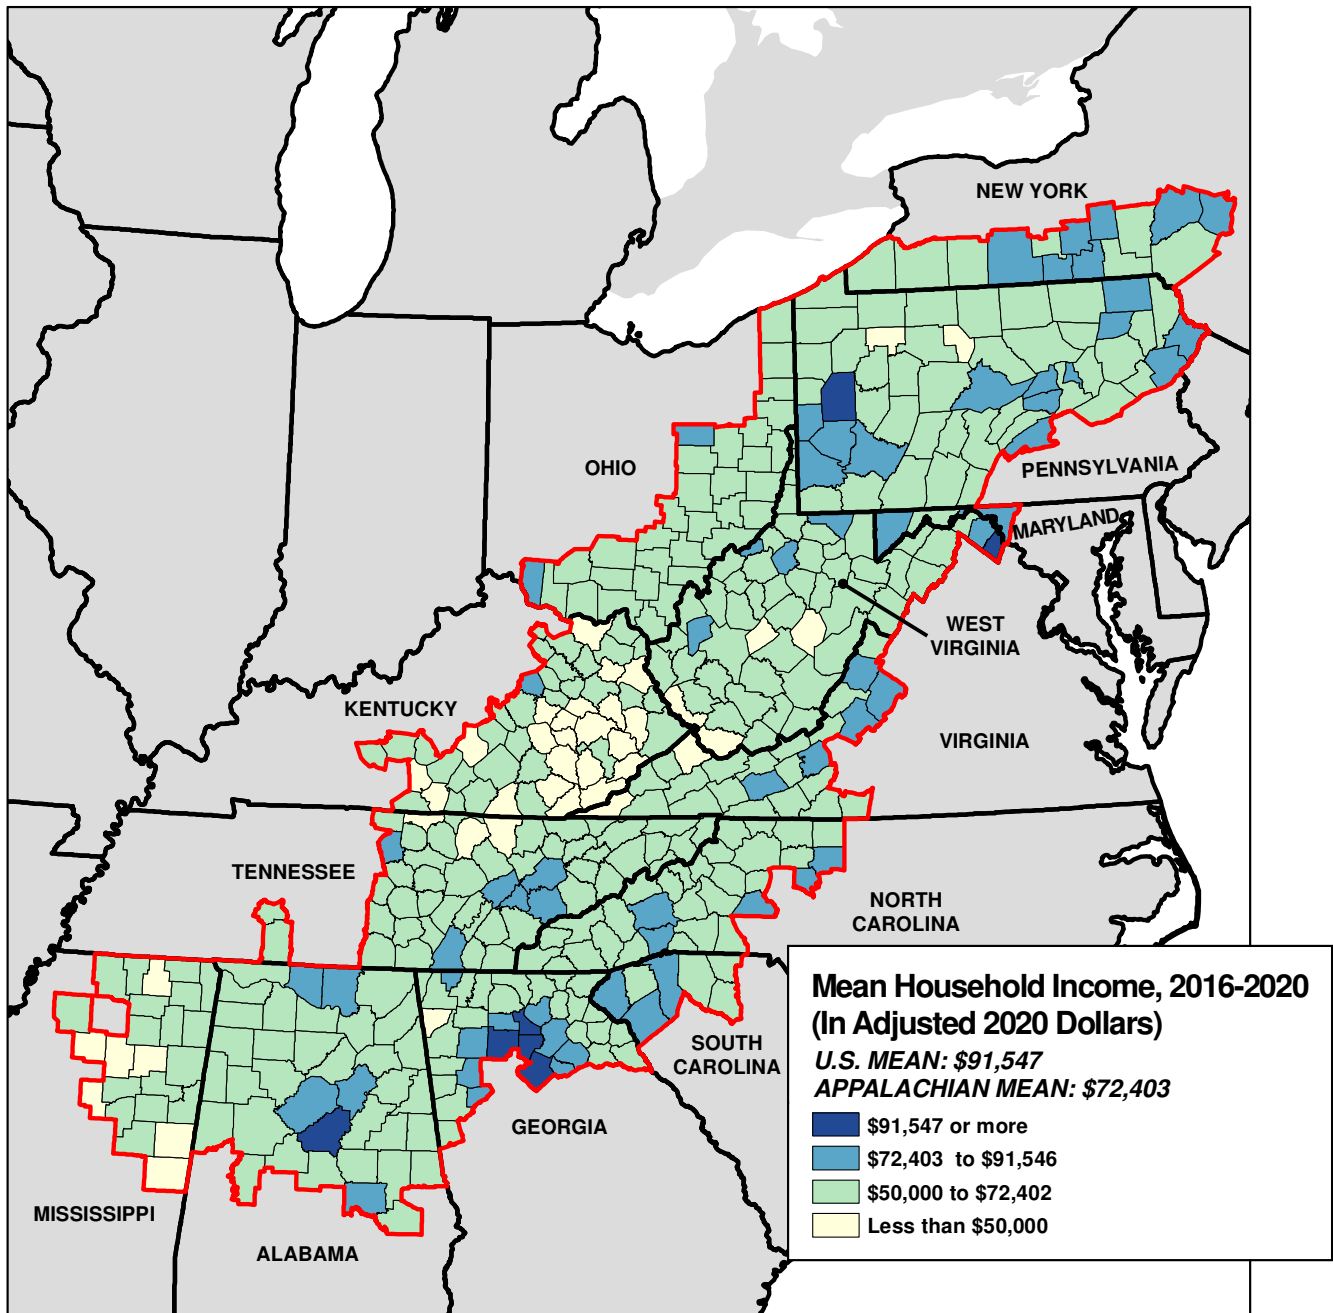 NEW YORK
OHIO
PENNSYLVANIA
MARYLAND
WEST
VIRGINIA
KENTUCKY
VIRGINIA
TENNESSEE
NORTH
CAROLINA
SOUTH
CAROLINA
GEORGIA
MISSISSIPPI
ALABAMA
Mean Household Income, 2016-2020
(In Adjusted 2020 Dollars)
U.S. MEAN: $91,547
APPALACHIAN MEAN: $72,403
$91,547 or more
$72,403 to $91,546
$50,000 to $72,402
Less than $50,000